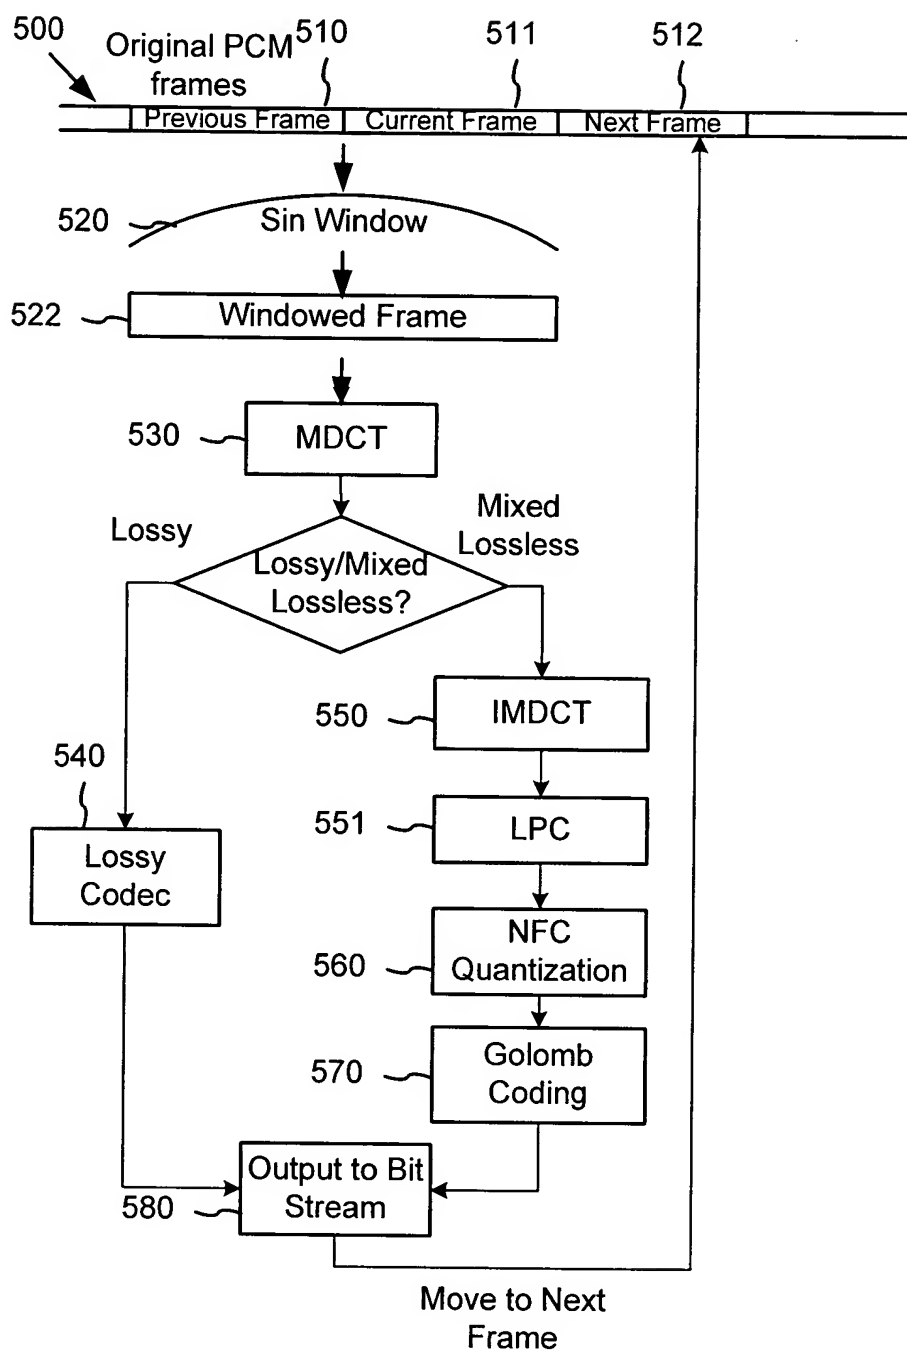 500
Original PCM
frames
510
511
512
Previous Frame
Current Frame
Next Frame
520
Sin Window
522
Windowed Frame
530
MDCT
Lossy
Mixed
Lossless
Lossy/Mixed
Lossless?
550
IMDCT
540
551
LPC
Lossy
Codec
560
NFC
Quantization
570
Golomb
Coding
580
Output to Bit
Stream
Move to Next
Frame